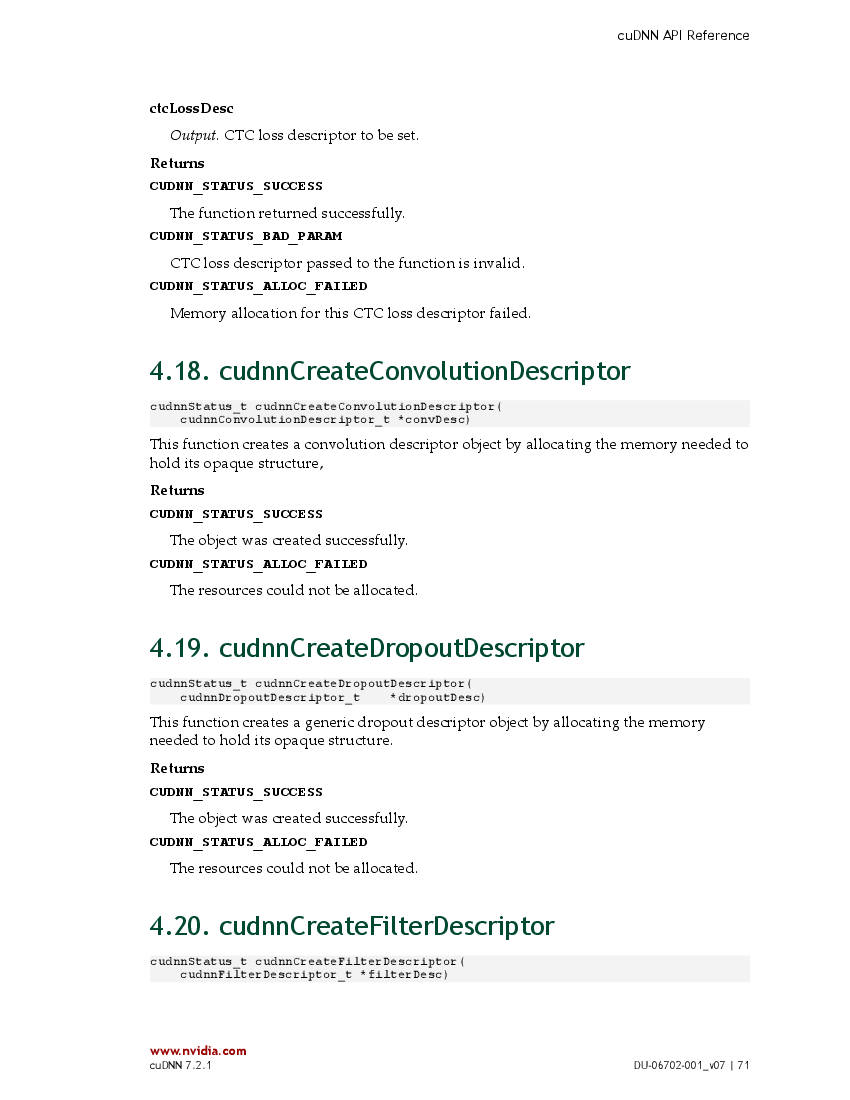 cuDNN API Reference
ctcLossDesc
Output. CTC loss descriptor to be set.
Returns
CUDNN_STATUS_SUCCESS
The function returned successfully.
CUDNN_STATUS_BAD_PARAM
CTC loss descriptor passed to the function is invalid.
CUDNN_STATUS_ALLOC_FAILED
Memory allocation for this CTC loss descriptor failed.
4.18. cudnnCreateConvolutionDescriptor
cudnnStatus_t cudnnCreateConvolutionDescriptor(
    cudnnConvolutionDescriptor_t *convDesc)
This function creates a convolution descriptor object by allocating the memory needed to
hold its opaque structure,
Returns
CUDNN_STATUS_SUCCESS
The object was created successfully.
CUDNN_STATUS_ALLOC_FAILED
The resources could not be allocated.
4.19. cudnnCreateDropoutDescriptor
cudnnStatus_t cudnnCreateDropoutDescriptor(
    cudnnDropoutDescriptor_t    *dropoutDesc)
This function creates a generic dropout descriptor object by allocating the memory
needed to hold its opaque structure.
Returns
CUDNN_STATUS_SUCCESS
The object was created successfully.
CUDNN_STATUS_ALLOC_FAILED
The resources could not be allocated.
4.20. cudnnCreateFilterDescriptor
cudnnStatus_t cudnnCreateFilterDescriptor(
    cudnnFilterDescriptor_t *filterDesc)
www.nvidia.com
cuDNN 7.2.1
DU-06702-001_v07 | 71